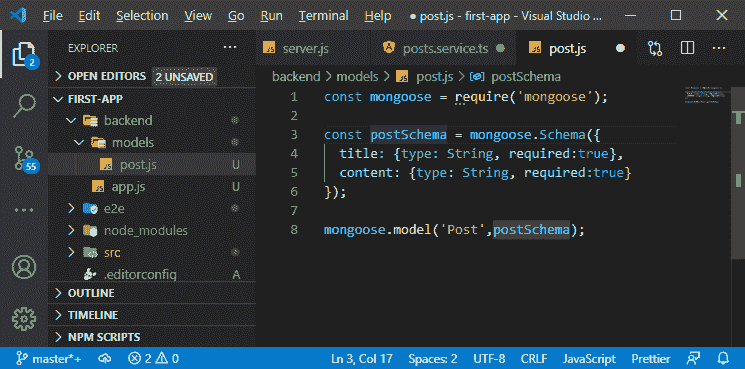 File Edit Selection View Go Run Terminal Help ● post.js - first-app - Visual Studio ...
EXPLORER ...
server.js posts.service.ts ● post.js ● ...
OPEN EDITORS 2 UNSAVED
FIRST-APP
backend
models
post.js U
app.js U
e2e
node_modules
src
.editorconfig A
OUTLINE
TIMELINE
NPM SCRIPTS
2
55
backend > models > post.js > postSchema
1 const mongoose = require('mongoose');
2
3 const postSchema = mongoose.Schema({
4 title: {type: String, required:true},
5 content: {type: String, required:true}
6 });
7
8 mongoose.model('Post',postSchema);
master*+ 2 0 Ln 3, Col 17 Spaces: 2 UTF-8 CRLF JavaScript Prettier